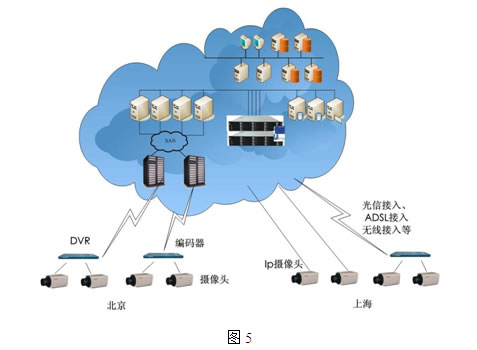 SAN
光信接入、
ADSL接入
无线接入等
DVR
编码器
Ip摄像头
摄像头
北京
上海
图 5